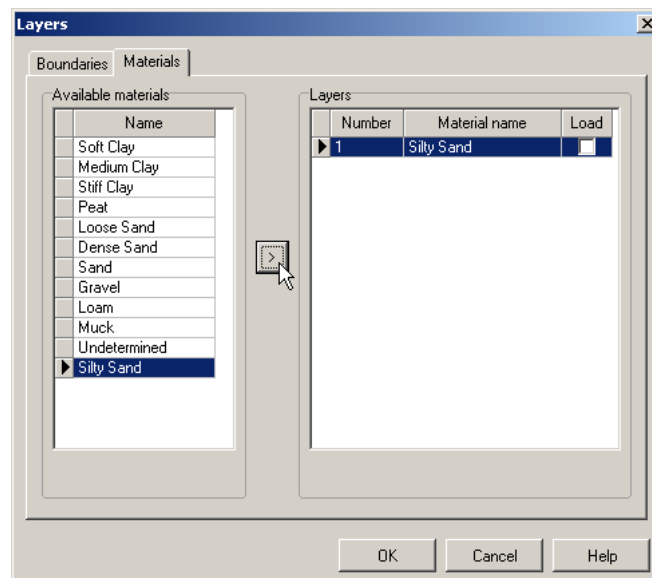 Layers
Boundaries Materials
Available materials
Name
Soft Clay
Medium Clay
Stiff Clay
Peat
Loose Sand
Dense Sand
Sand
Gravel
Loam
Muck
Undetermined
Silty Sand
>
Layers
Number Material name Load
1 Silty Sand
OK Cancel Help